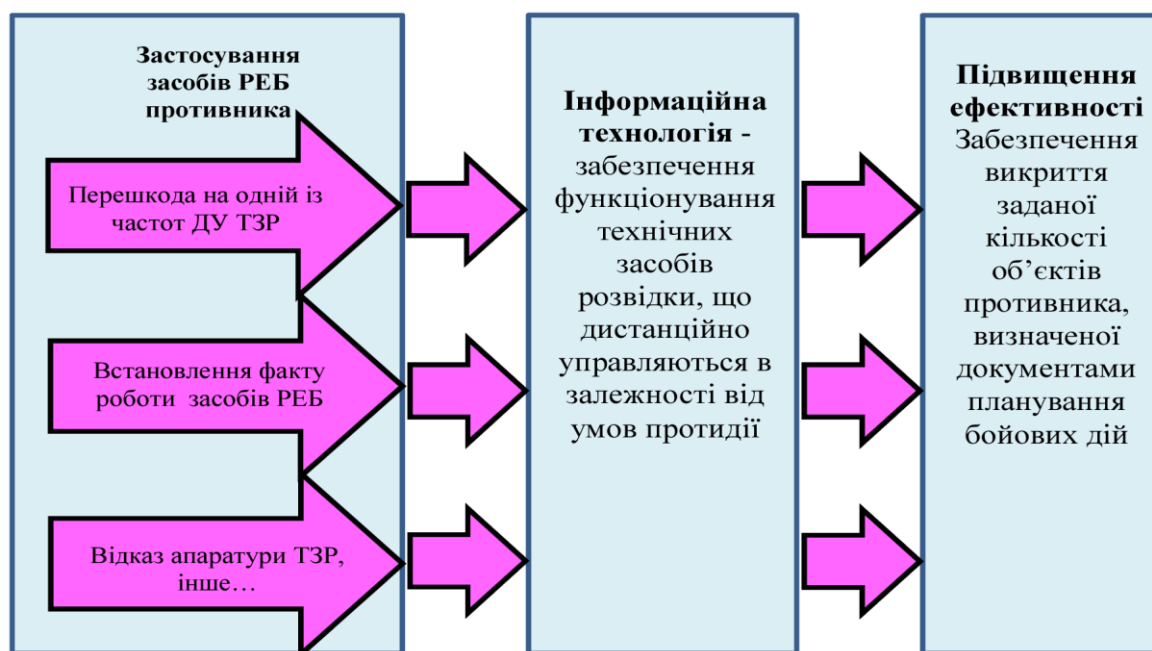 Застосування
засобів РЕБ
противника
Перешкода на одній із
частот ДУ ТЗР
Встановлення факту
роботи засобів РЕБ
Відказ апаратури ТЗР,
інше…
Інформаційна
технологія -
забезпечення
функціонування
технічних
засобів
розвідки, що
дистанційно
управляються в
залежності від
умов протидії
Підвищення
ефективності
Забезпечення
викриття
заданої
кількості
об’єктів
противника,
визначеної
документами
планування
бойових дій